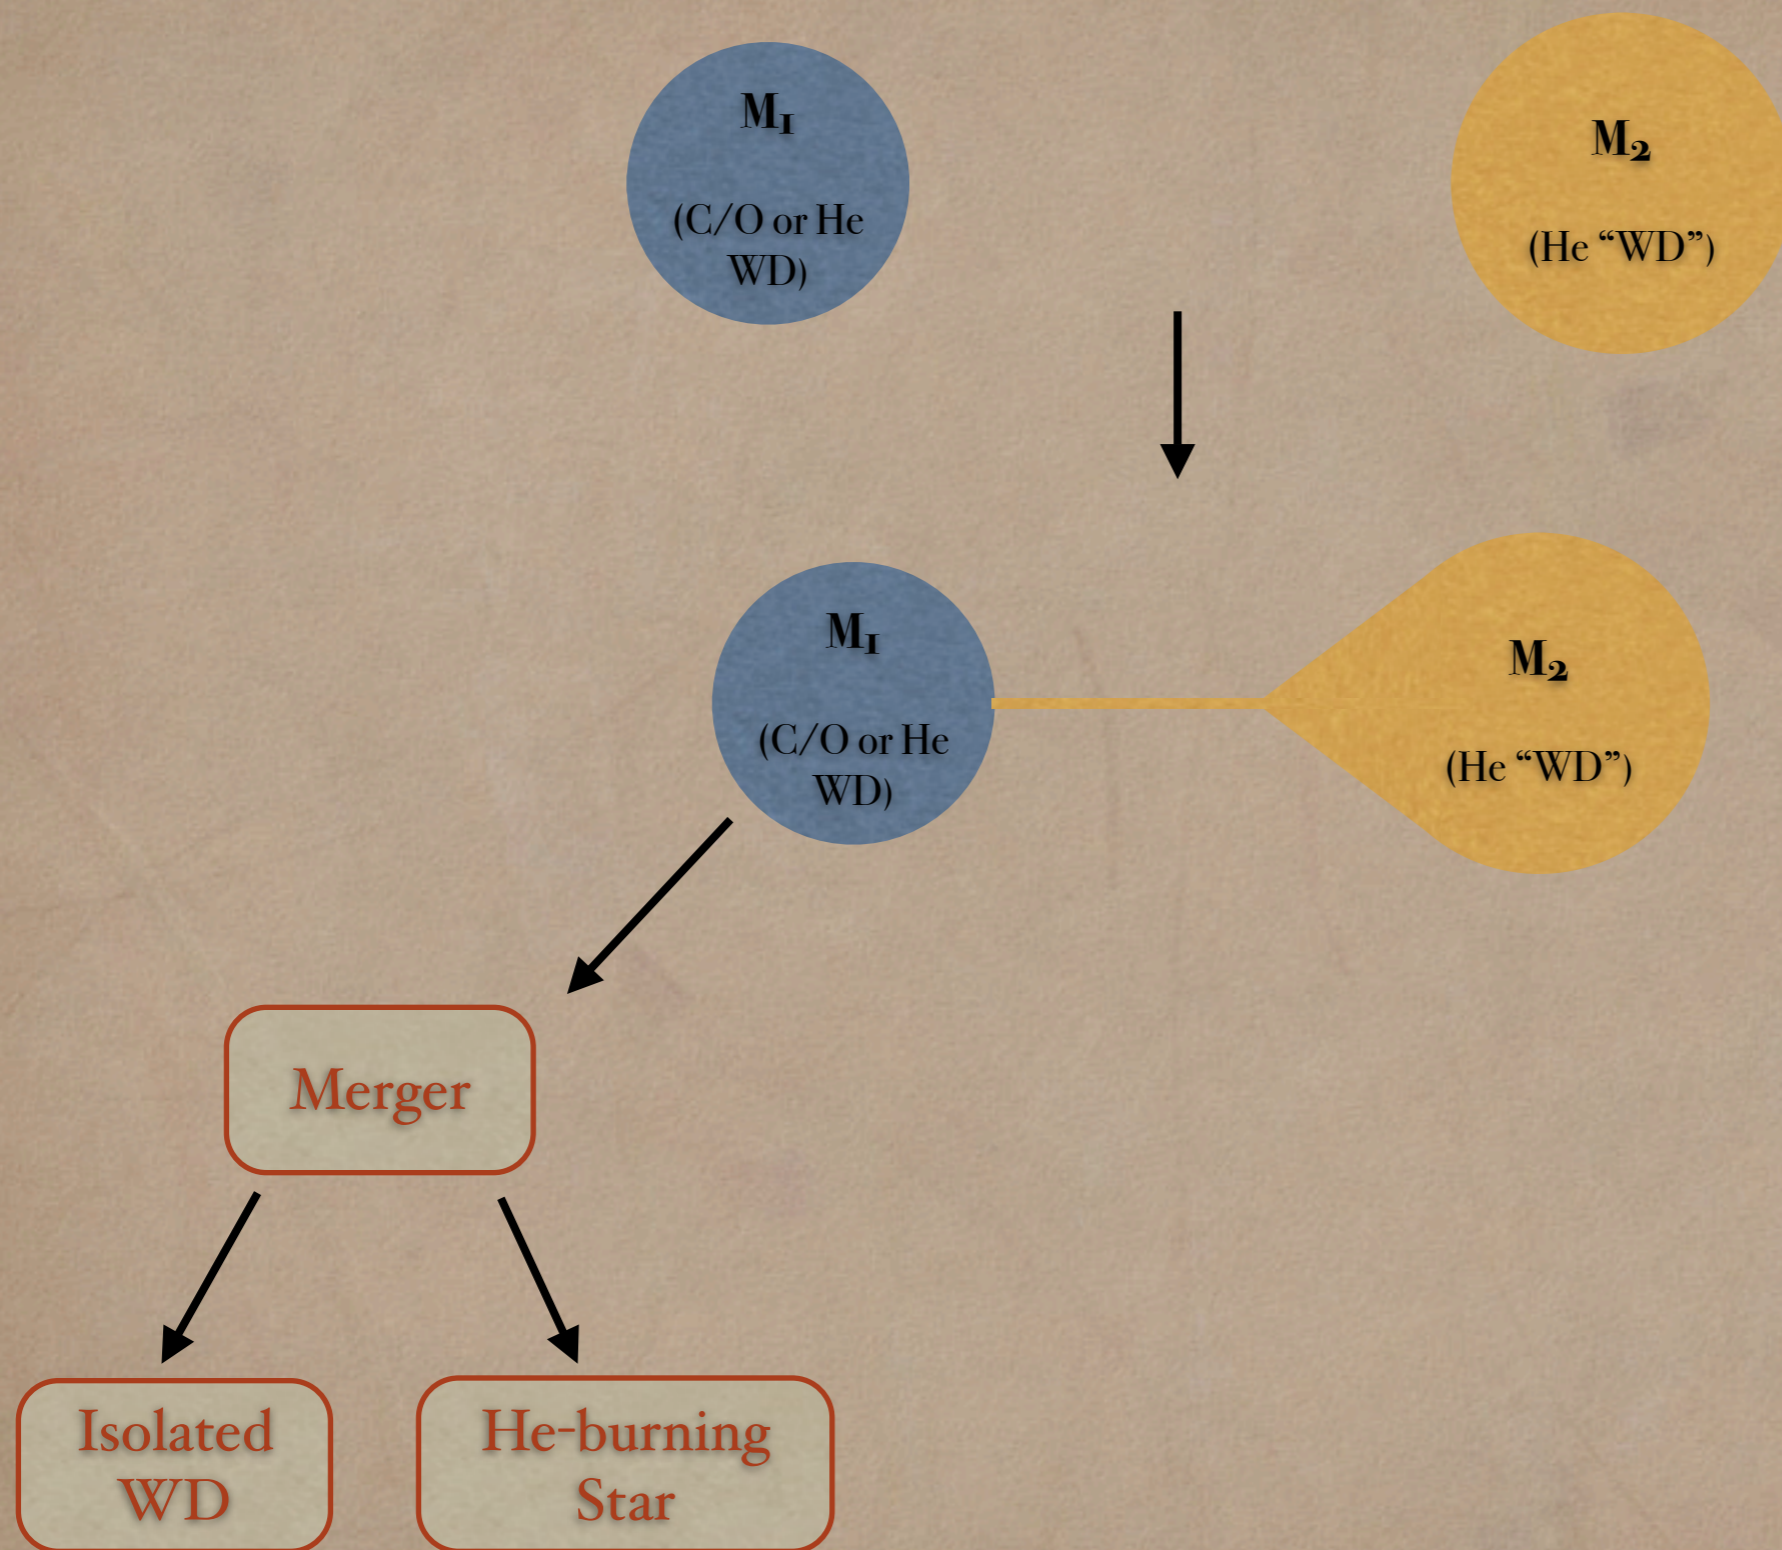 M₁
(C/O or He
WD)
M₂
(He “WD”)
M₁
(C/O or He
WD)
M₂
(He “WD”)
Merger
Isolated
WD
He-burning
Star